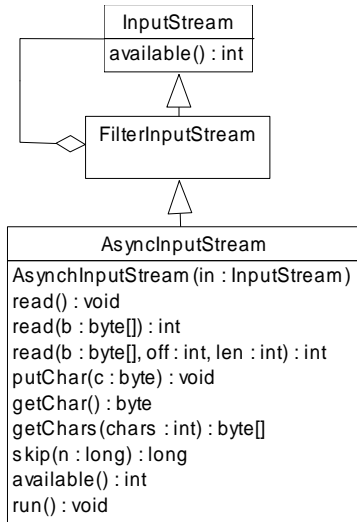 InputStream
available() : int
FilterInputStream
AsyncInputStream
AsynchInputStream(in : InputStream)
read() : void
read(b : byte[]) : int
read(b : byte[], off : int, len : int) : int
putChar(c : byte) : void
getChar() : byte
getChars(chars : int) : byte[]
skip(n : long) : long
available() : int
run() : void